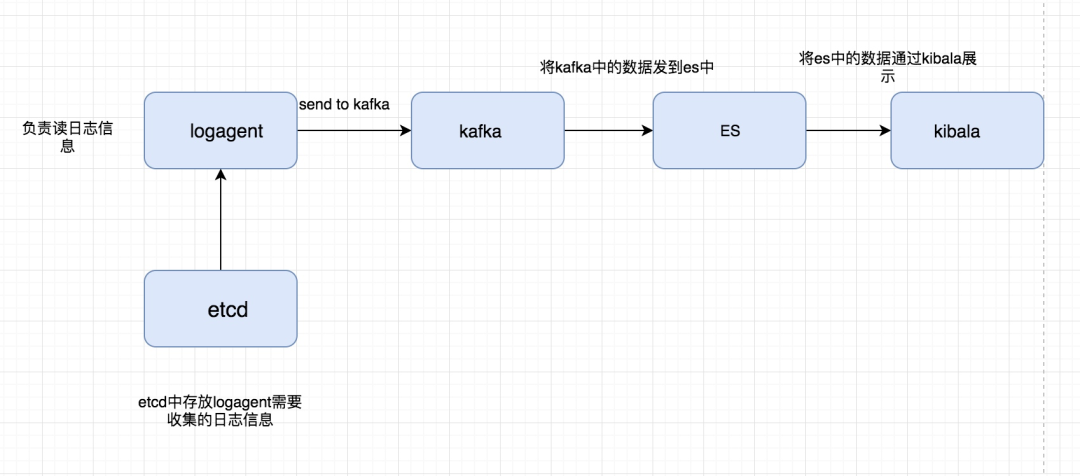 将kafka中的数据发到es中
将es中的数据通过kibala展
示
负责读日志信
息
logagent
send to kafka
kafka
ES
kibala
etcd
etcd中存放logagent需要
收集的日志信息